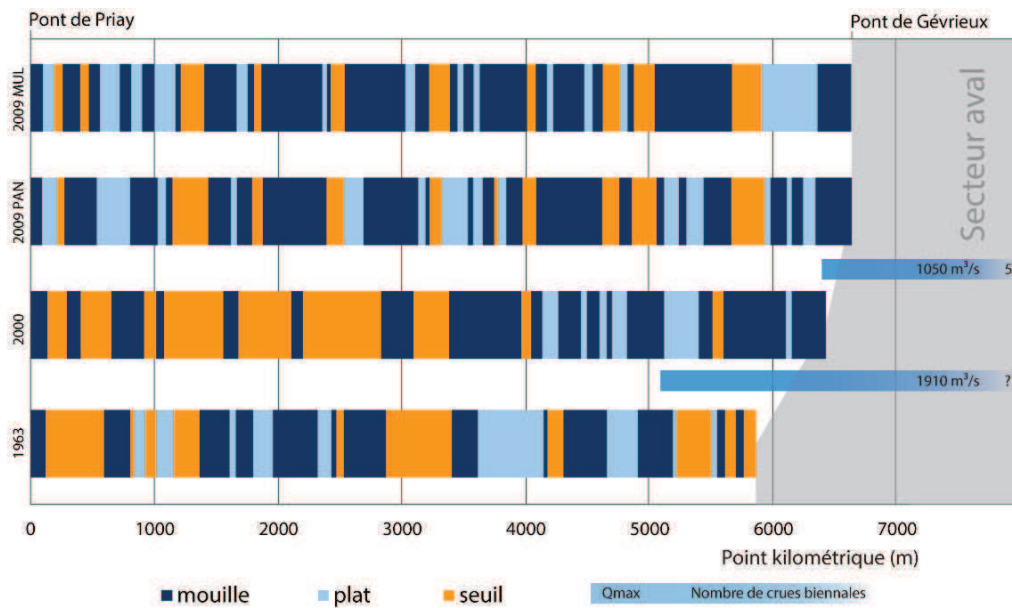 Pont de Priay
Pont de Gévrieux
2009 MUL
2009 PAN
2000
1963
Secteur aval
1050 m³/s 5
1910 m³/s ?
0 1000 2000 3000 4000 5000 6000 7000
Point kilométrique (m)
mouille plat seuil Qmax Nombre de crues biennales